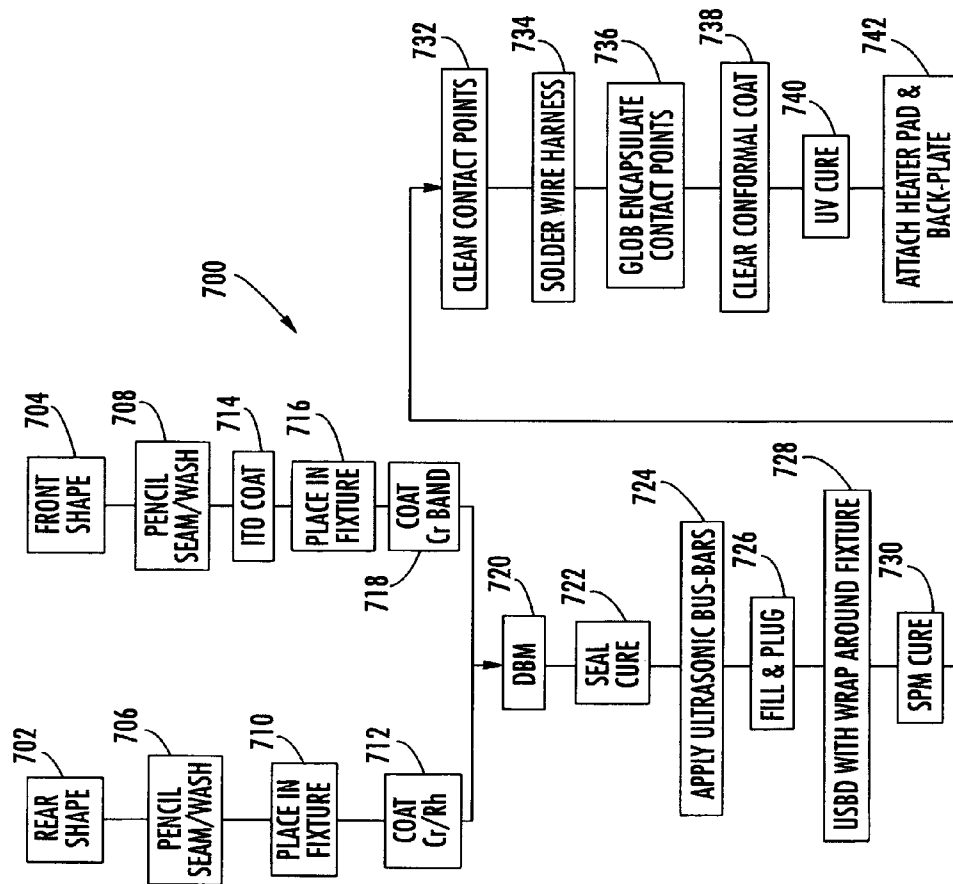 700
702
REAR
SHAPE
706
PENCIL
SEAM/WASH
710
PLACE IN
FIXTURE
712
COAT
Cr/Rh
704
FRONT
SHAPE
708
PENCIL
SEAM/WASH
714
ITO COAT
716
PLACE IN
FIXTURE
COAT
Cr BAND
718
720
DBM
722
SEAL
CURE
724
APPLY ULTRASONIC BUS-BARS
726
FILL & PLUG
728
USBD WITH WRAP AROUND FIXTURE
730
SPM CURE
732
CLEAN CONTACT POINTS
734
SOLDER WIRE HARNESS
736
GLOB ENCAPSULATE
CONTACT POINTS
738
CLEAR CONFORMAL COAT
740
UV CURE
742
ATTACH HEATER PAD &
BACK-PLATE